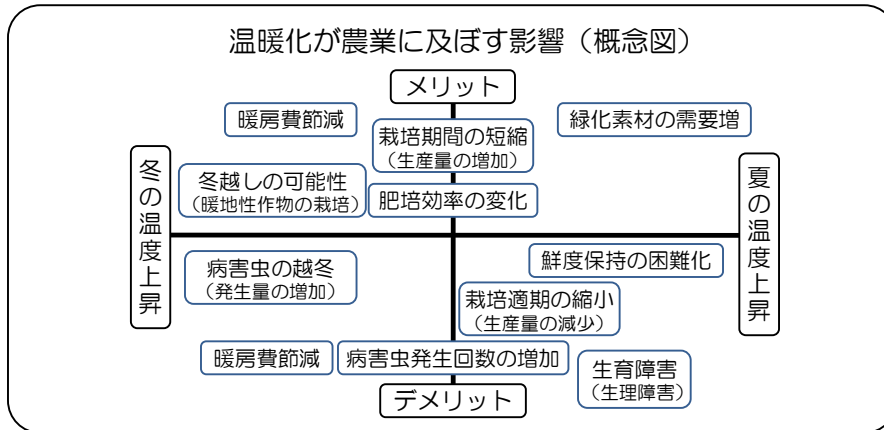 温暖化が農業に及ぼす影響（概念図）
メリット
暖房費節減
栽培期間の短縮
（生産量の増加）
緑化素材の需要増
冬の温度上昇
冬越しの可能性
（暖地性作物の栽培）
肥培効率の変化
夏の温度上昇
病害虫の越冬
（発生量の増加）
鮮度保持の困難化
栽培適期の縮小
（生産量の減少）
暖房費節減
病害虫発生回数の増加
生育障害
（生理障害）
デメリット